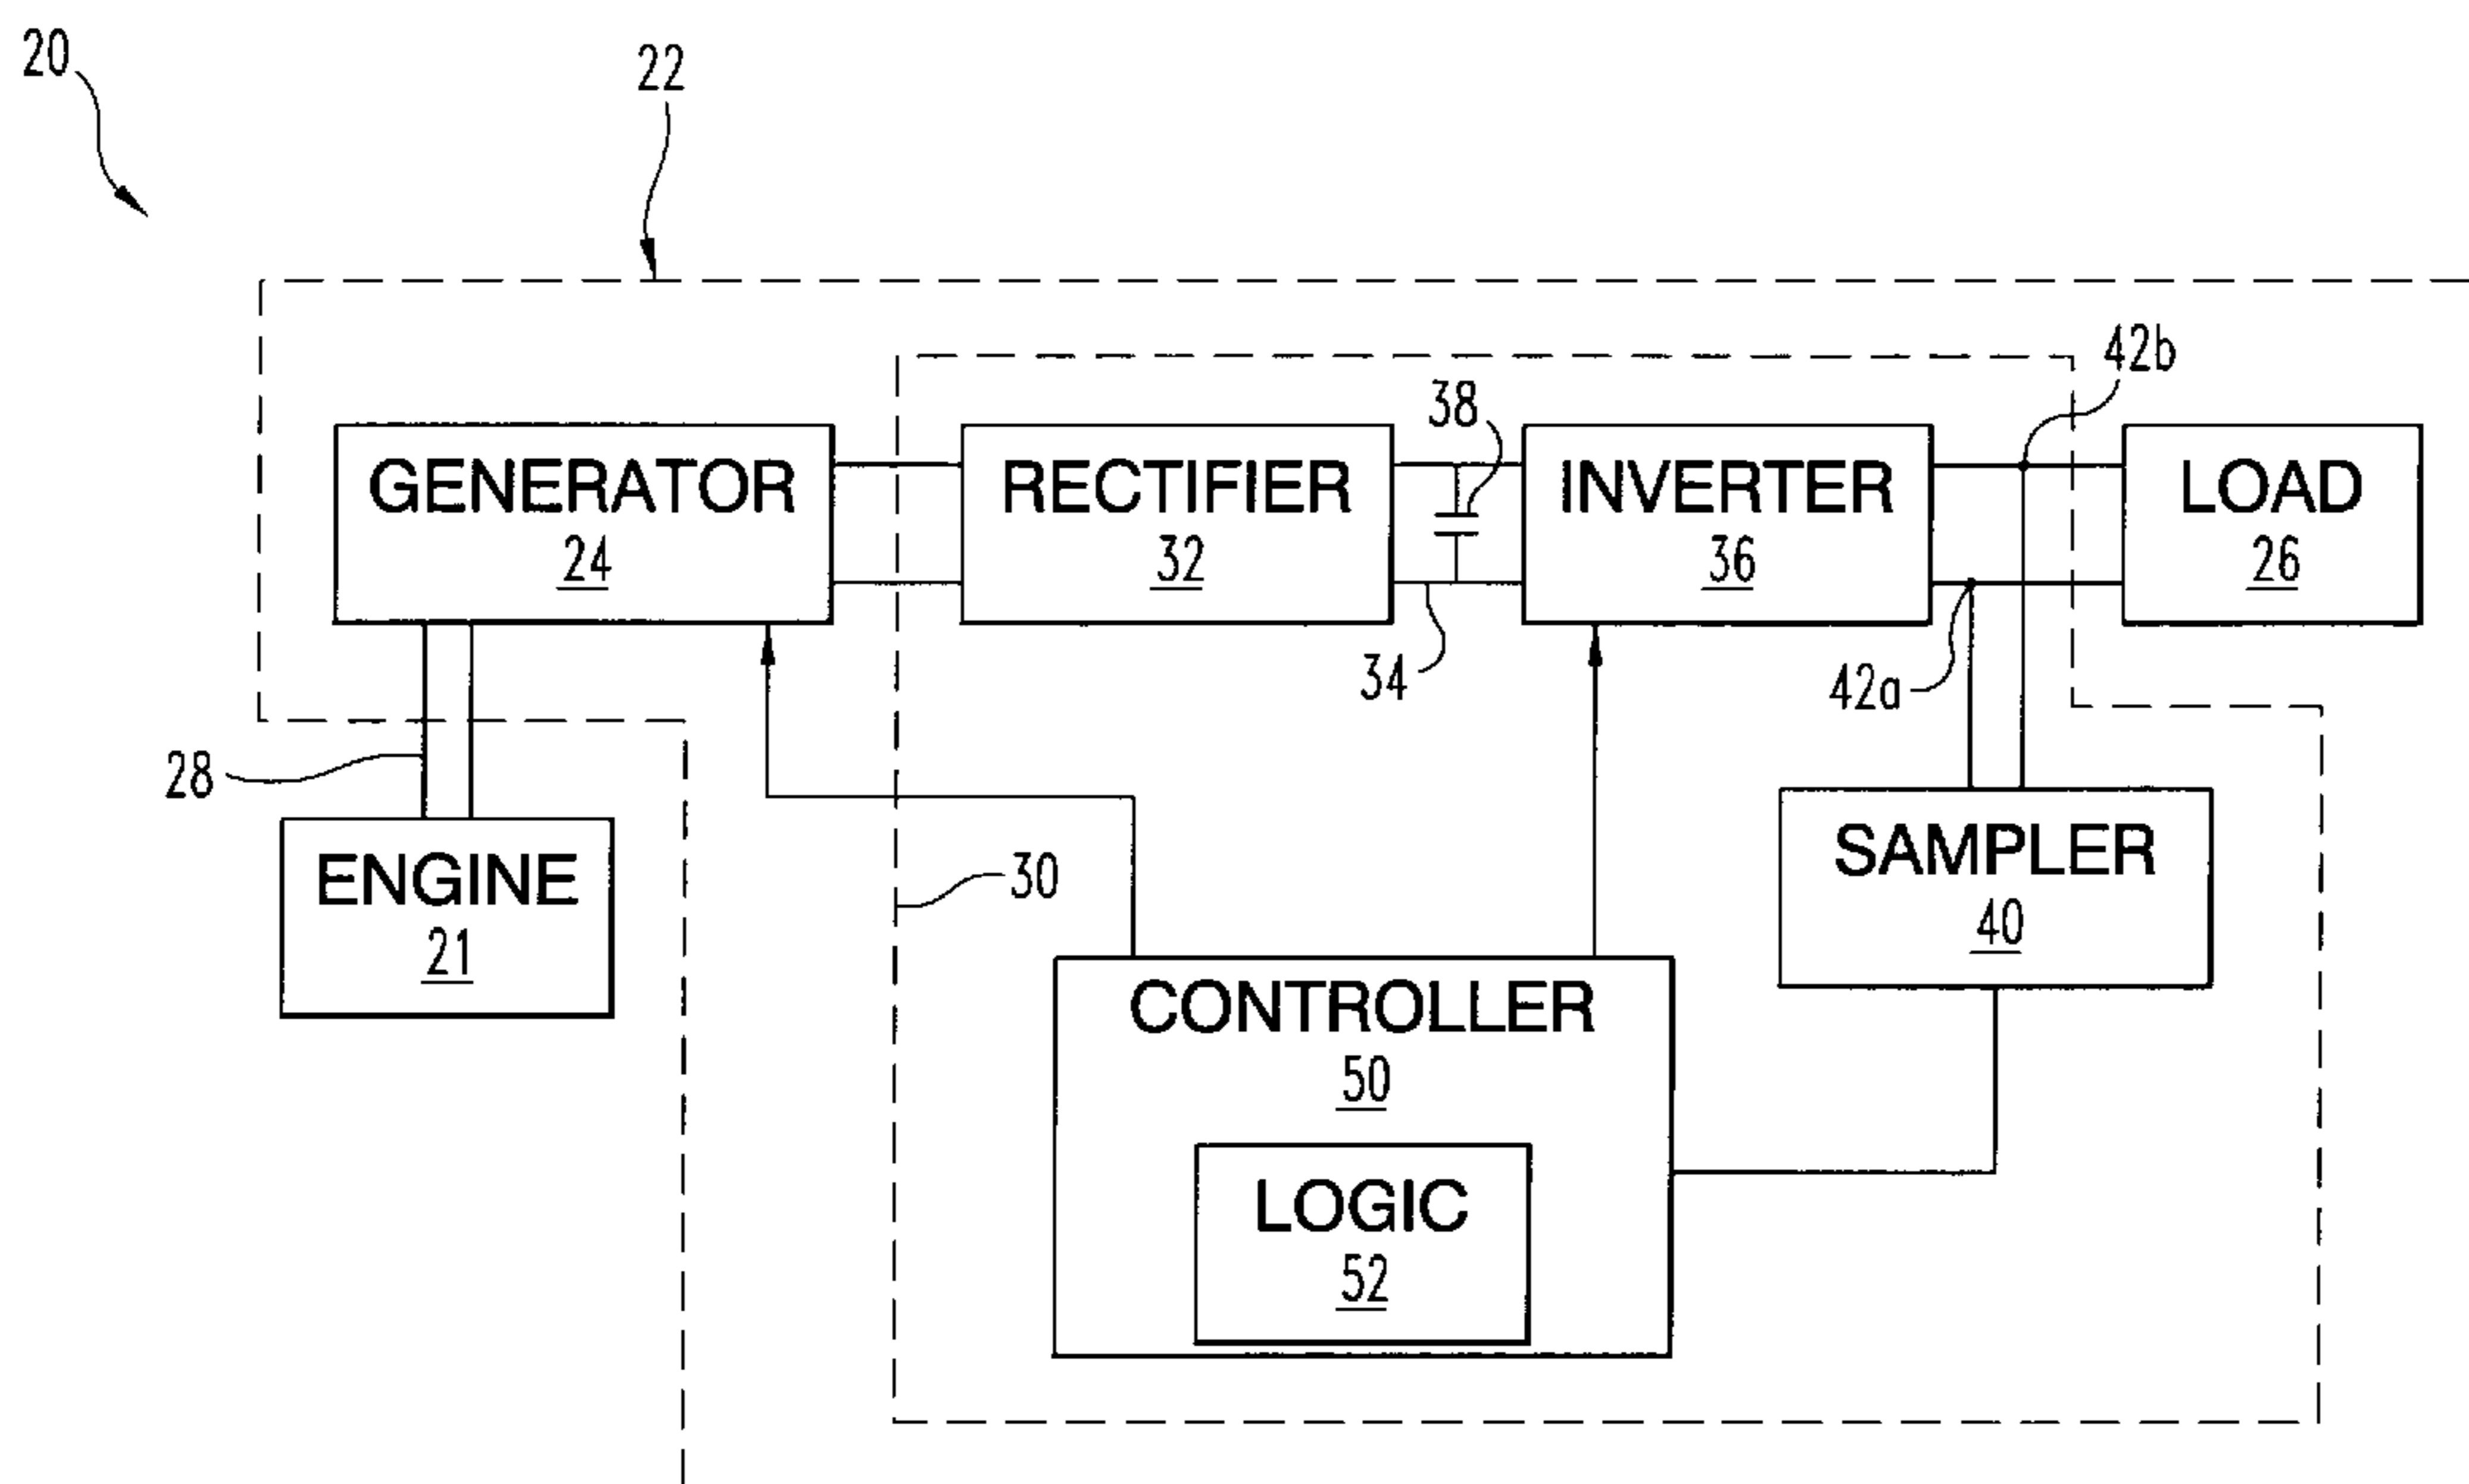 20
22
42b
38
GENERATOR
24
RECTIFIER
32
INVERTER
36
LOAD
26
34
42a
28
30
ENGINE
21
SAMPLER
40
CONTROLLER
50
LOGIC
52